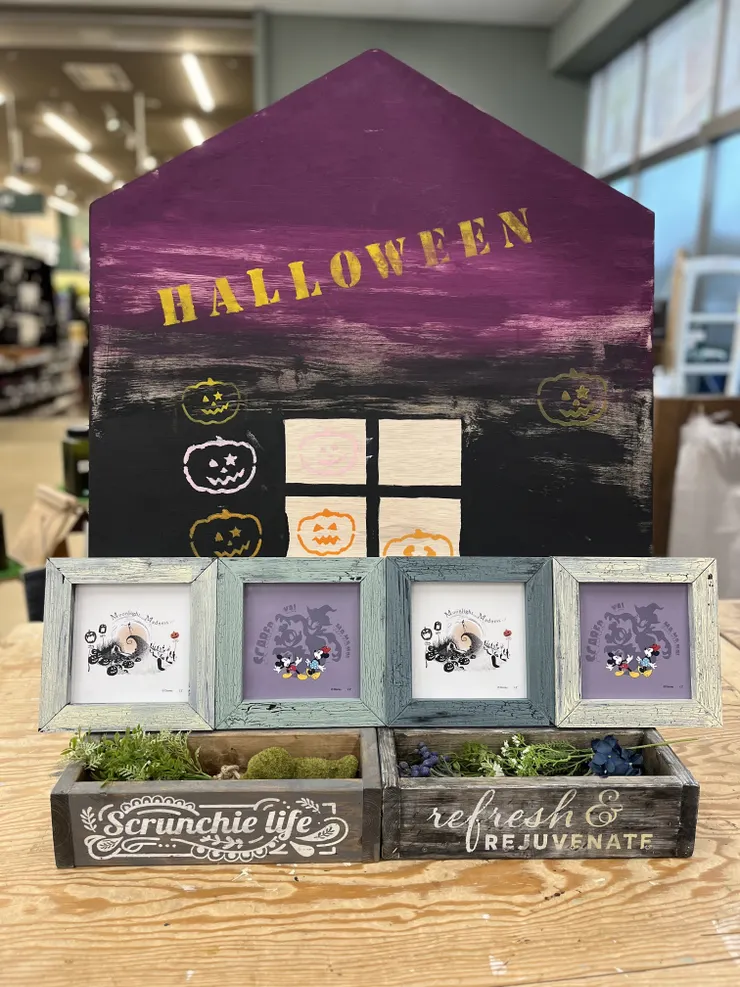 HALLOWEEN
Moonlight Madness
Moonlight Madness
Scrunchie life
refresh &
REJUVENATE